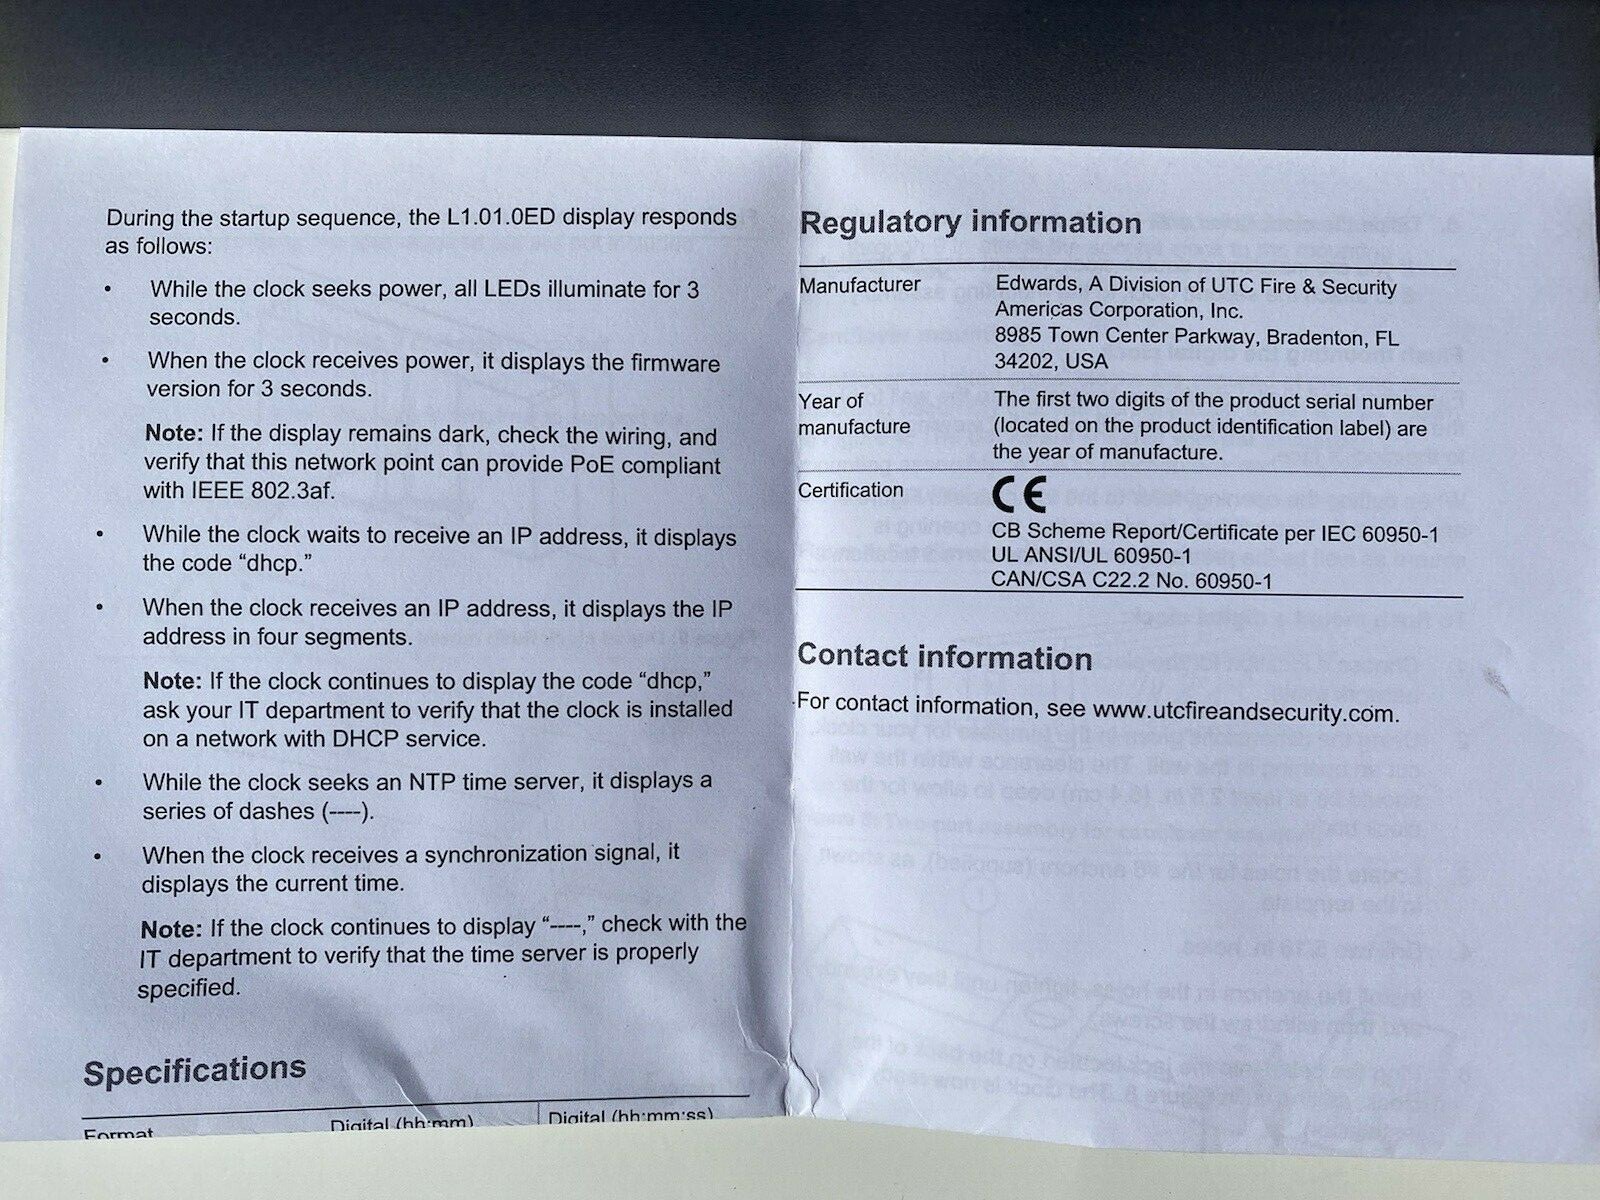 During the startup sequence, the L1.01.0ED display responds
as follows:
• While the clock seeks power, all LEDs illuminate for 3
seconds.
• When the clock receives power, it displays the firmware
version for 3 seconds.
Note: If the display remains dark, check the wiring, and
verify that this network point can provide PoE compliant
with IEEE 802.3af.
• While the clock waits to receive an IP address, it displays
the code “dhcp.”
• When the clock receives an IP address, it displays the IP
address in four segments.
Note: If the clock continues to display the code “dhcp,”
ask your IT department to verify that the clock is installed
on a network with DHCP service.
• While the clock seeks an NTP time server, it displays a
series of dashes (----).
• When the clock receives a synchronization signal, it
displays the current time.
Note: If the clock continues to display “----,” check with the
IT department to verify that the time server is properly
specified.
Specifications
Format Digital (hh:mm) Digital (hh:mm:ss)
Regulatory information
Manufacturer Edwards, A Division of UTC Fire & Security
Americas Corporation, Inc.
8985 Town Center Parkway, Bradenton, FL
34202, USA
Year of The first two digits of the product serial number
manufacture (located on the product identification label) are
the year of manufacture.
Certification CE
CB Scheme Report/Certificate per IEC 60950-1
UL ANSI/UL 60950-1
CAN/CSA C22.2 No. 60950-1
Contact information
For contact information, see www.utcfireandsecurity.com.